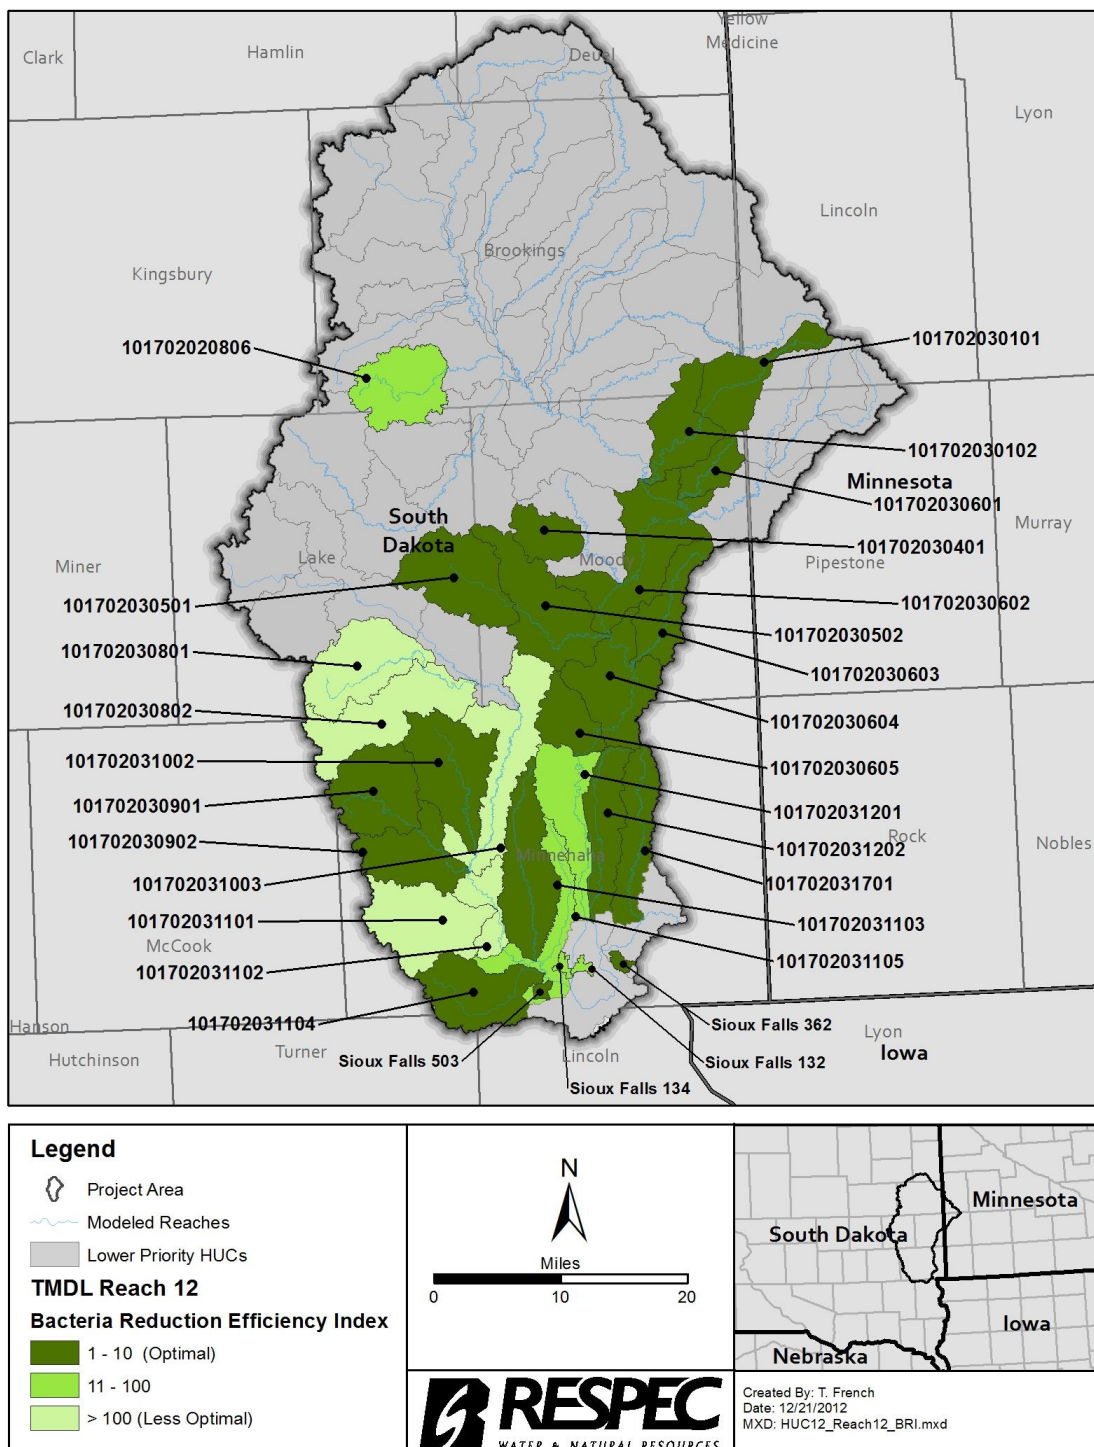 Yellow
Medicine
Clark
Hamlin
Deuel
Lyon
Lincoln
Brookings
Kingsbury
101702020806
101702030101
101702030102
Minnesota
101702030601
South
Dakota
Murray
101702030401
Lake
Moody
Pipestone
Miner
101702030501
101702030602
101702030502
101702030801
101702030603
101702030802
101702030604
101702031002
101702030605
101702030901
101702031201
Rock
Nobles
101702030902
Minnehaha
101702031202
101702031003
101702031701
101702031101
101702031103
McCook
101702031102
101702031105
101702031104
Hanson
Sioux Falls 362
Lyon
Iowa
Hutchinson
Turner
Sioux Falls 503
Lincoln
Sioux Falls 132
Sioux Falls 134
Legend
Project Area
Modeled Reaches
Lower Priority HUCs
TMDL Reach 12
Bacteria Reduction Efficiency Index
1 - 10 (Optimal)
11 - 100
> 100 (Less Optimal)
N
Miles
0 10 20
RESPEC
WATER & NATURAL RESOURCES
South Dakota
Minnesota
Iowa
Nebraska
Created By: T. French
Date: 12/21/2012
MXD: HUC12_Reach12_BRI.mxd